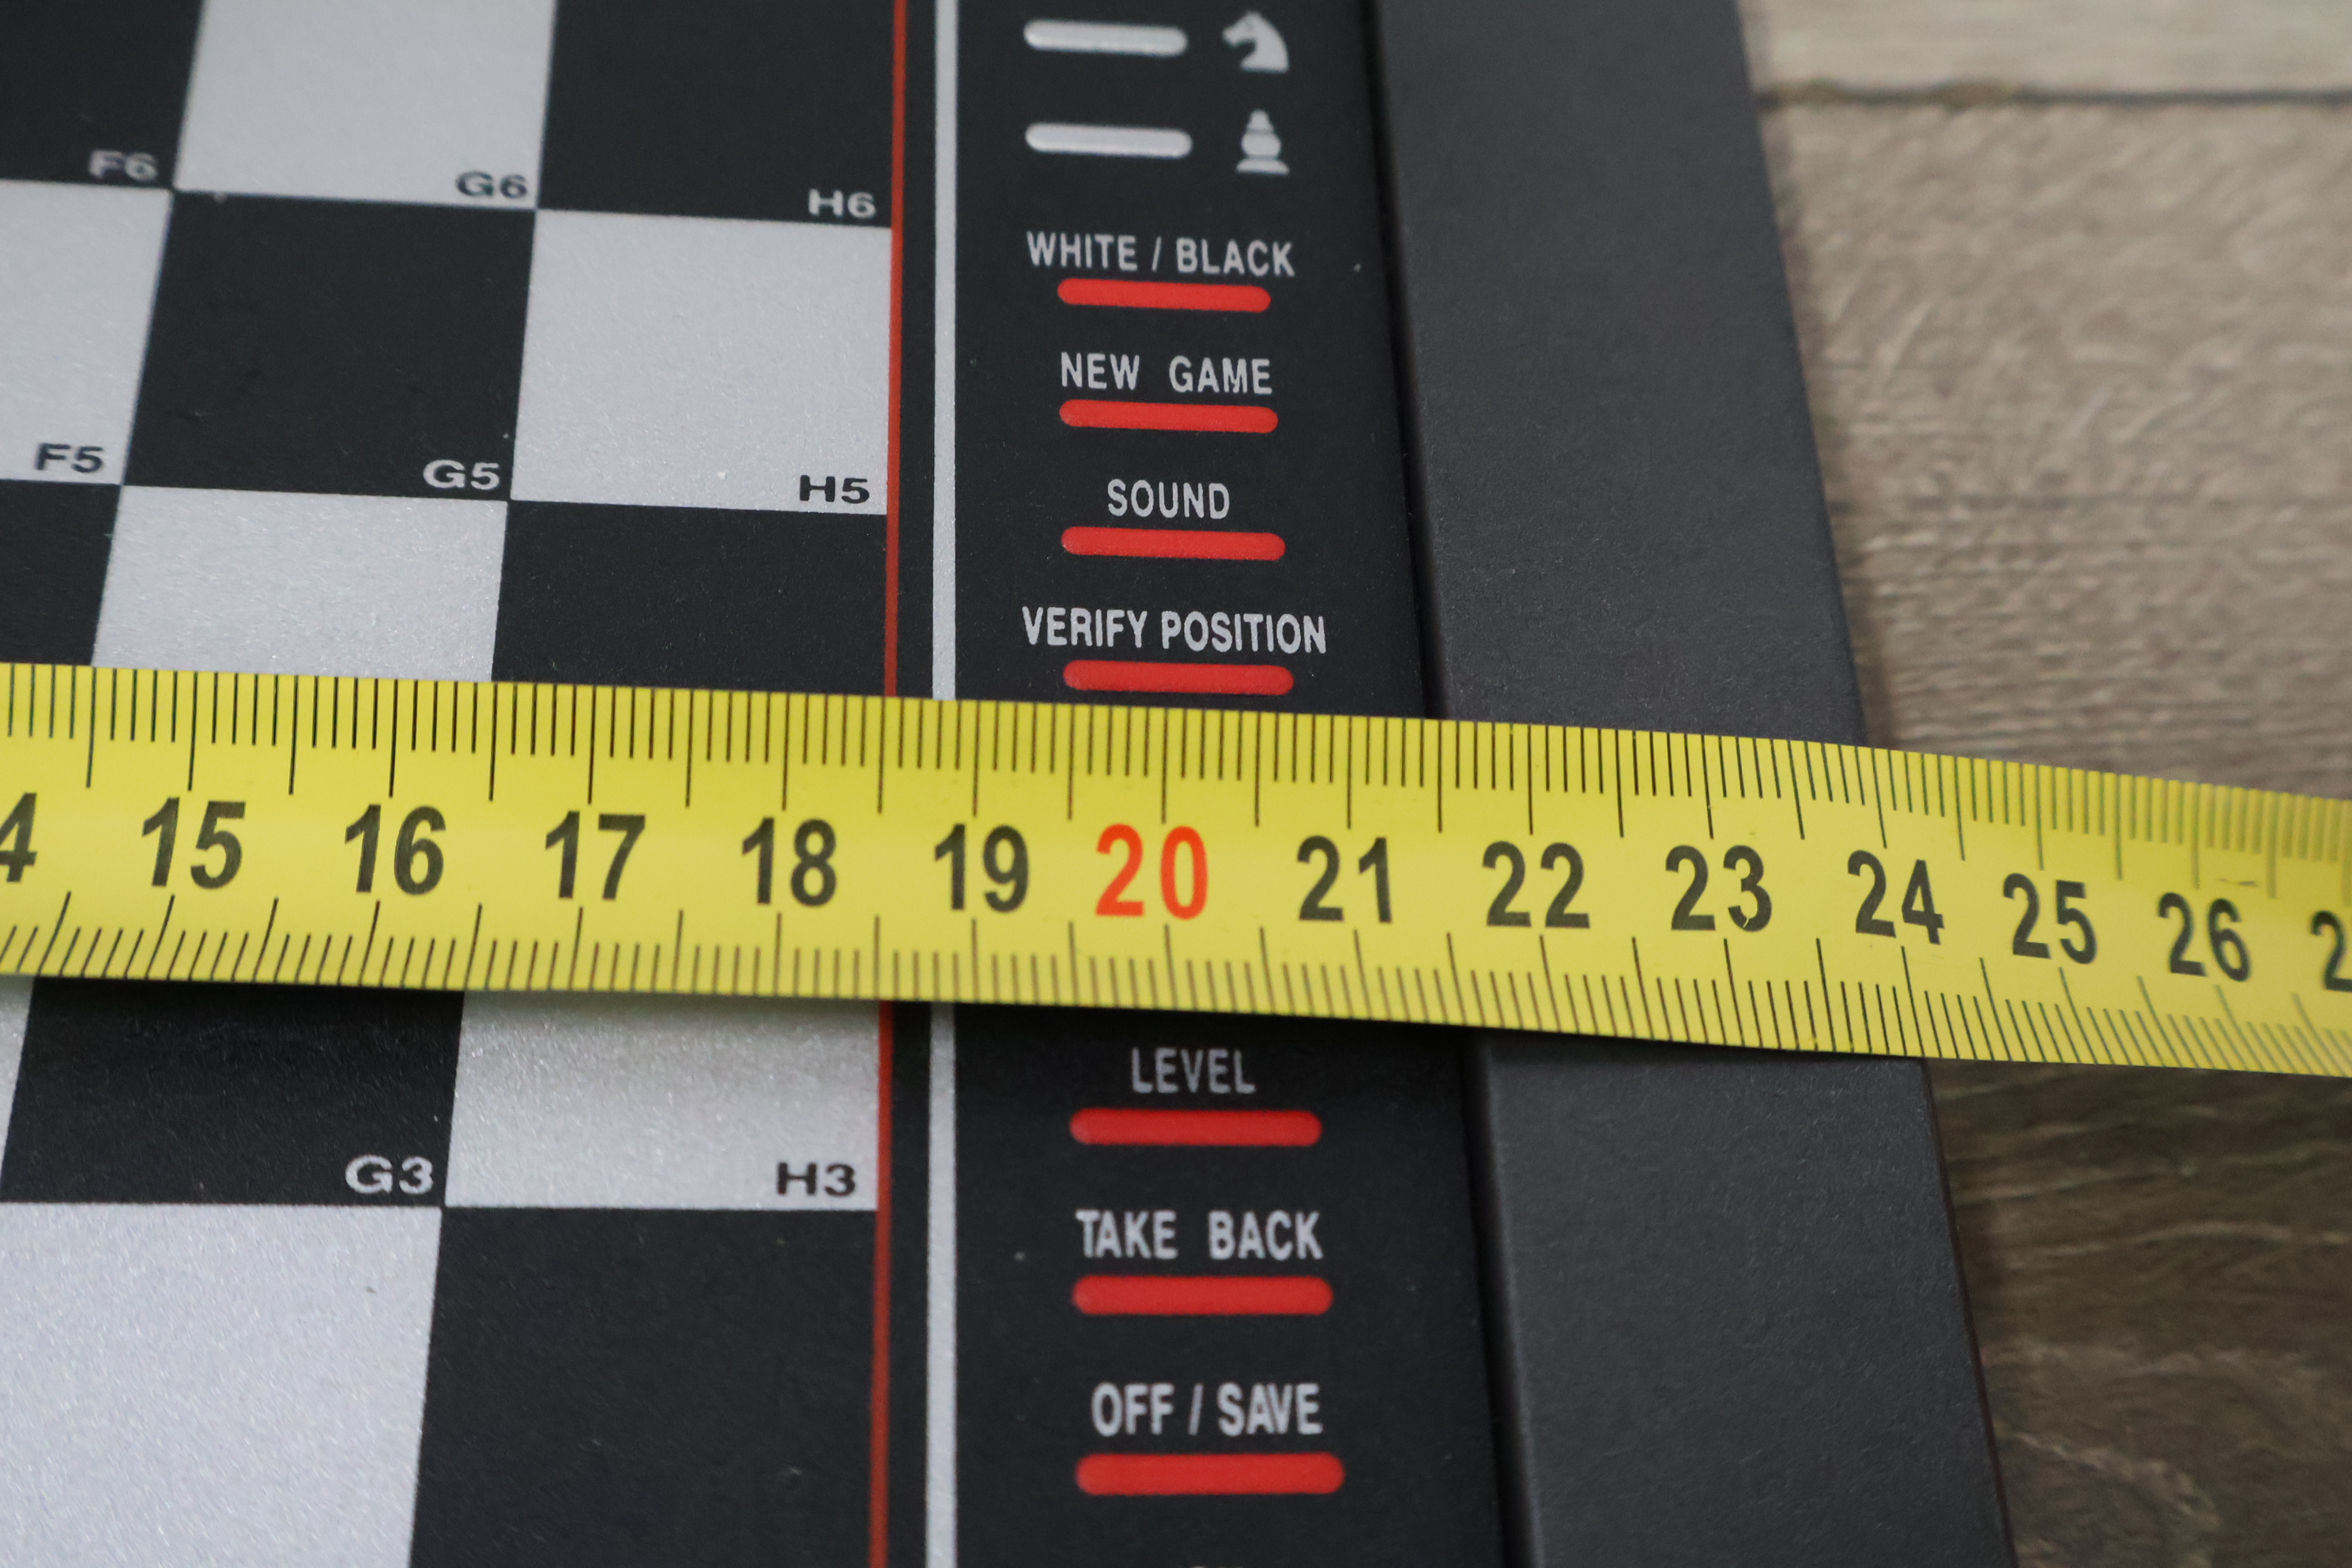 F6 G6 H6
WHITE / BLACK
NEW GAME
F5 G5 H5
SOUND
VERIFY POSITION
15 16 17 18 19 20 21 22 23 24 25 26
LEVEL
G3 H3
TAKE BACK
OFF / SAVE